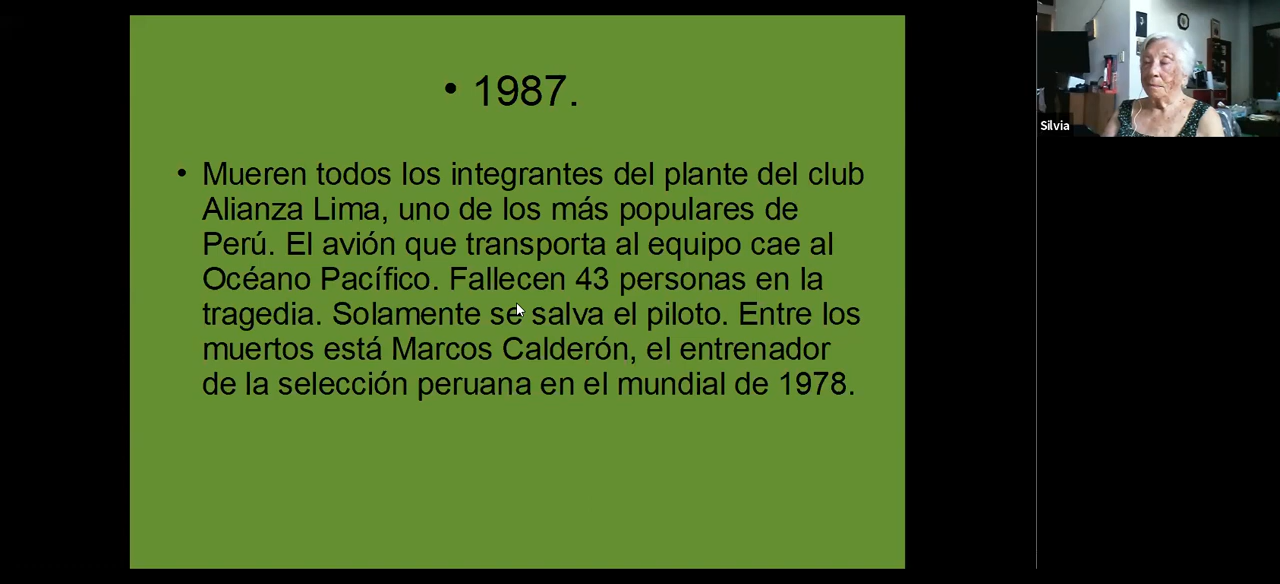 • 1987.
• Mueren todos los integrantes del plante del club
Alianza Lima, uno de los más populares de
Perú. El avión que transporta al equipo cae al
Océano Pacífico. Fallecen 43 personas en la
tragedia. Solamente se salva el piloto. Entre los
muertos está Marcos Calderón, el entrenador
de la selección peruana en el mundial de 1978.
Silvia